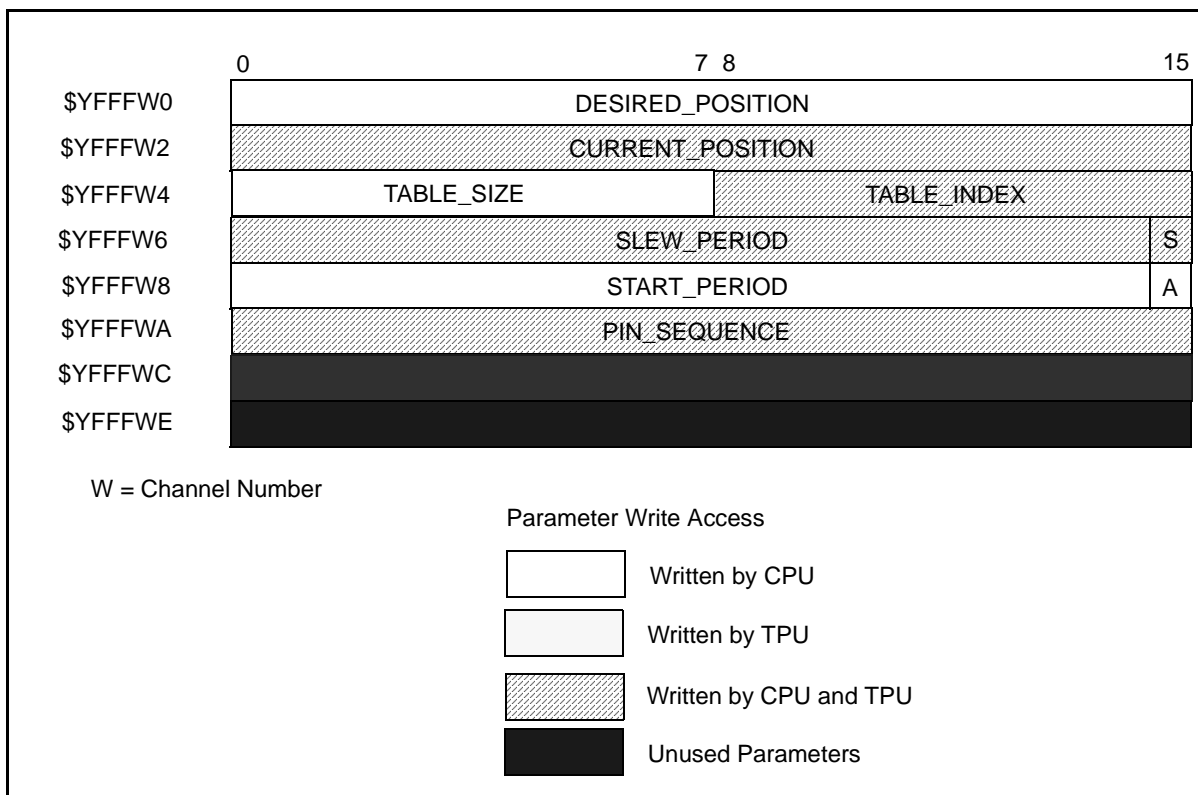 0 7 8 15
$YFFFW0 DESIRED_POSITION
$YFFFW2 CURRENT_POSITION
$YFFFW4 TABLE_SIZE TABLE_INDEX
$YFFFW6 SLEW_PERIOD S
$YFFFW8 START_PERIOD A
$YFFFWA PIN_SEQUENCE
$YFFFWC
$YFFFWE
W = Channel Number
Parameter Write Access
Written by CPU
Written by TPU
Written by CPU and TPU
Unused Parameters